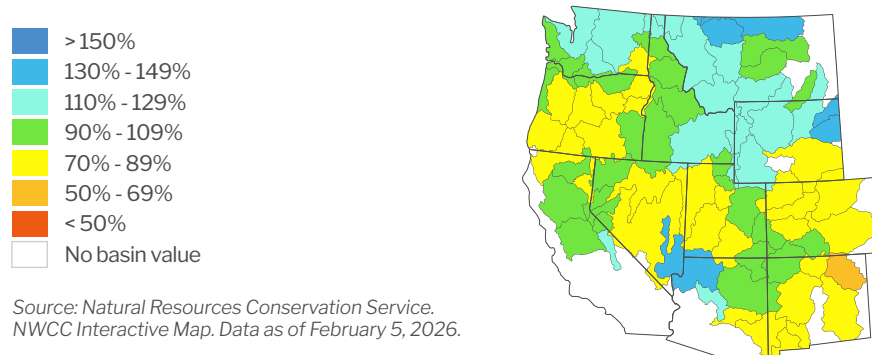 > 150%
130% - 149%
110% - 129%
90% - 109%
70% - 89%
50% - 69%
< 50%
No basin value
Source: Natural Resources Conservation Service.
NWCC Interactive Map. Data as of February 5, 2026.